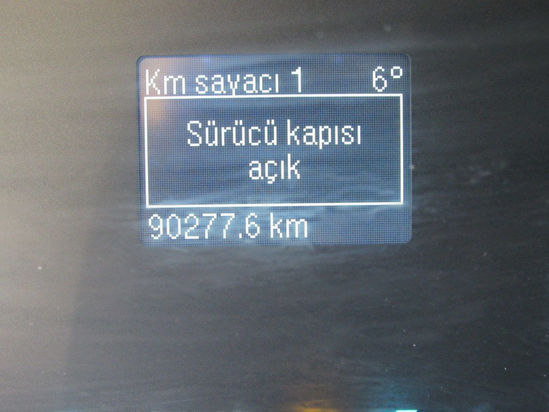 Km sayacı 1 6°
Sürücü kapısı
açık
90277.6 km